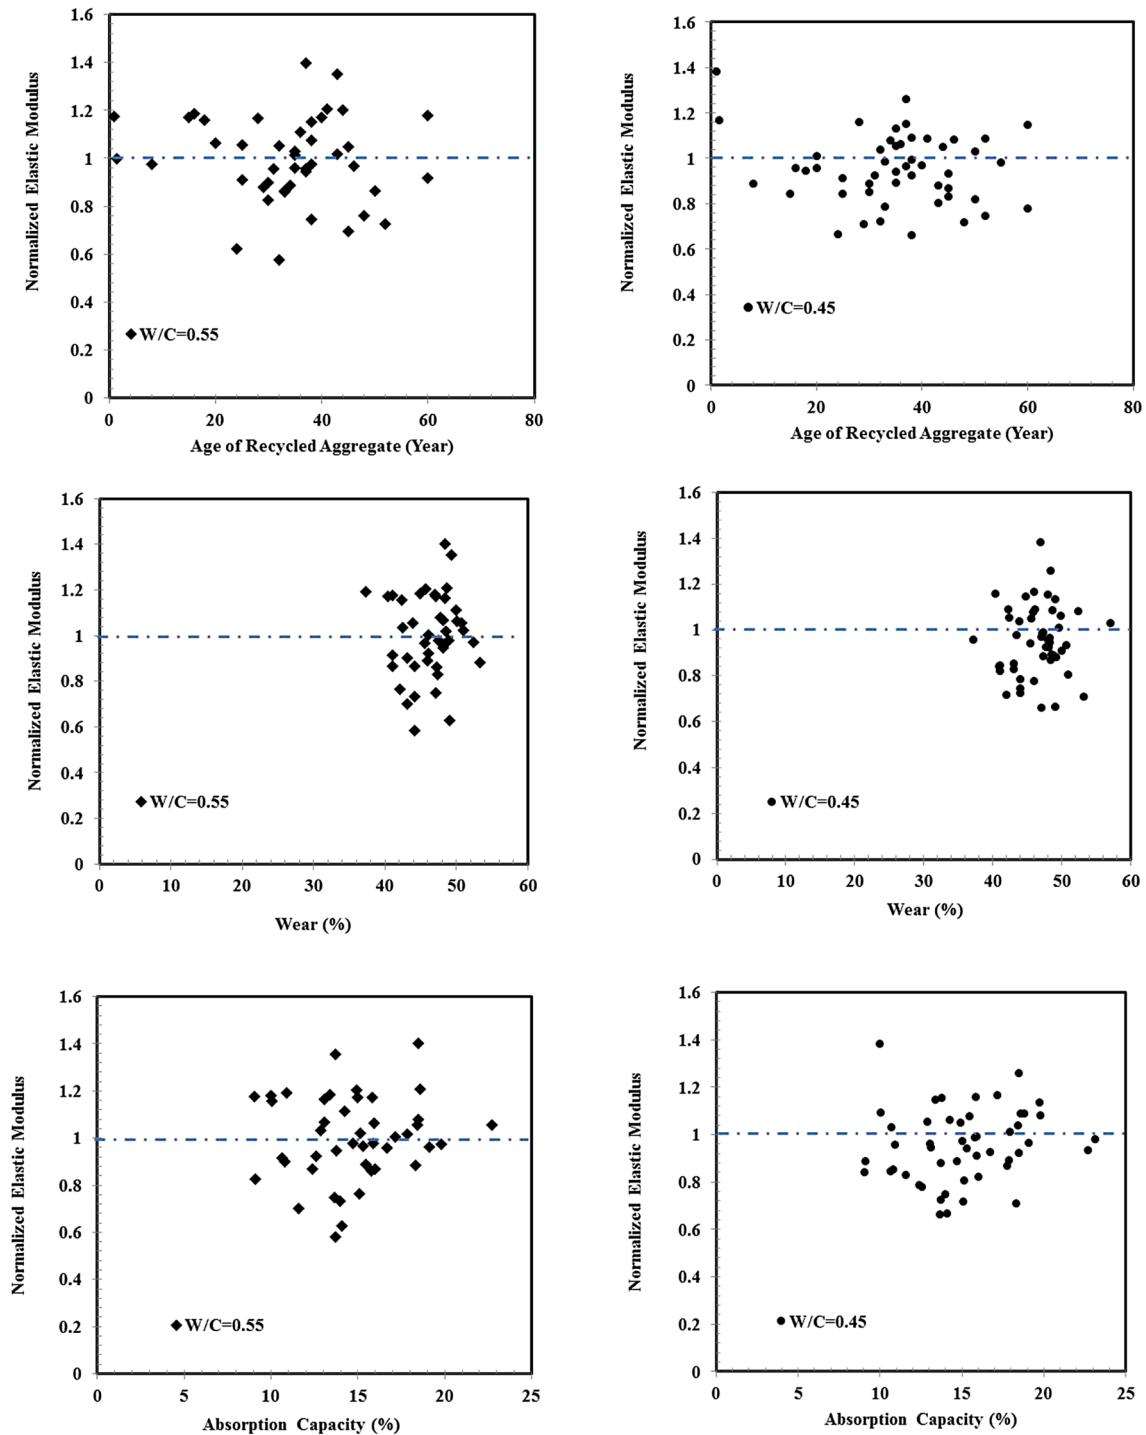 Normalized Elastic Modulus
1.6
1.4
1.2
1
0.8
0.6
0.4
0.2
0
W/C=0.55
0 20 40 60 80
Age of Recycled Aggregate (Year)
Normalized Elastic Modulus
1.6
1.4
1.2
1
0.8
0.6
0.4
0.2
0
W/C=0.45
0 20 40 60 80
Age of Recycled Aggregate (Year)
Normalized Elastic Modulus
1.6
1.4
1.2
1
0.8
0.6
0.4
0.2
0
W/C=0.55
0 10 20 30 40 50 60
Wear (%)
Normalized Elastic Modulus
1.6
1.4
1.2
1
0.8
0.6
0.4
0.2
0
W/C=0.45
0 10 20 30 40 50 60
Wear (%)
Normalized Elastic Modulus
1.6
1.4
1.2
1
0.8
0.6
0.4
0.2
0
W/C=0.55
0 5 10 15 20 25
Absorption Capacity (%)
Normalized Elastic Modulus
1.6
1.4
1.2
1
0.8
0.6
0.4
0.2
0
W/C=0.45
0 5 10 15 20 25
Absorption Capacity (%)